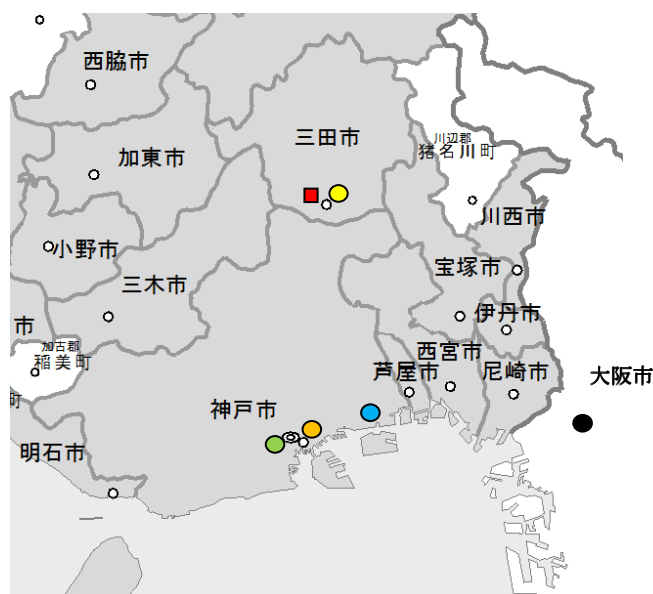 西脇市
三田市
川辺郡
猪名川町
加東市
川西市
小野市
宝塚市
三木市
伊丹市
市
加古郡
稲美町
西宮市
芦屋市
尼崎市
大阪市
町
神戸市
明石市